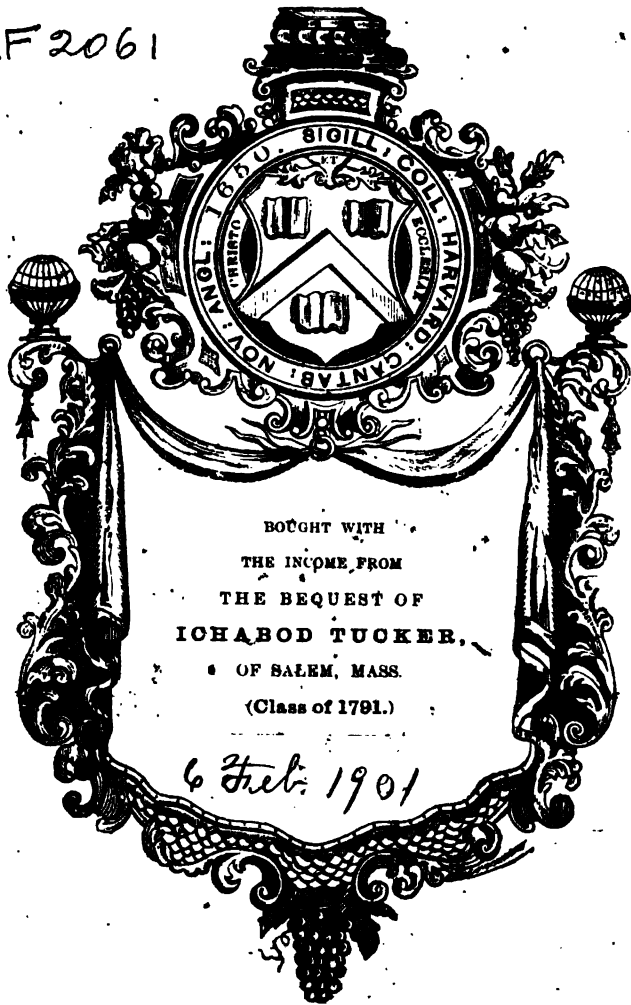 F2061
SIGILL: COLL: HARVARD: CANTAB: NOV: ANGL: 1650.
CHRISTO ET ECCLESIAE
BOUGHT WITH
THE INCOME FROM
THE BEQUEST OF
ICHABOD TUCKER,
OF SALEM, MASS.
(Class of 1791.)
6 Feb. 1901